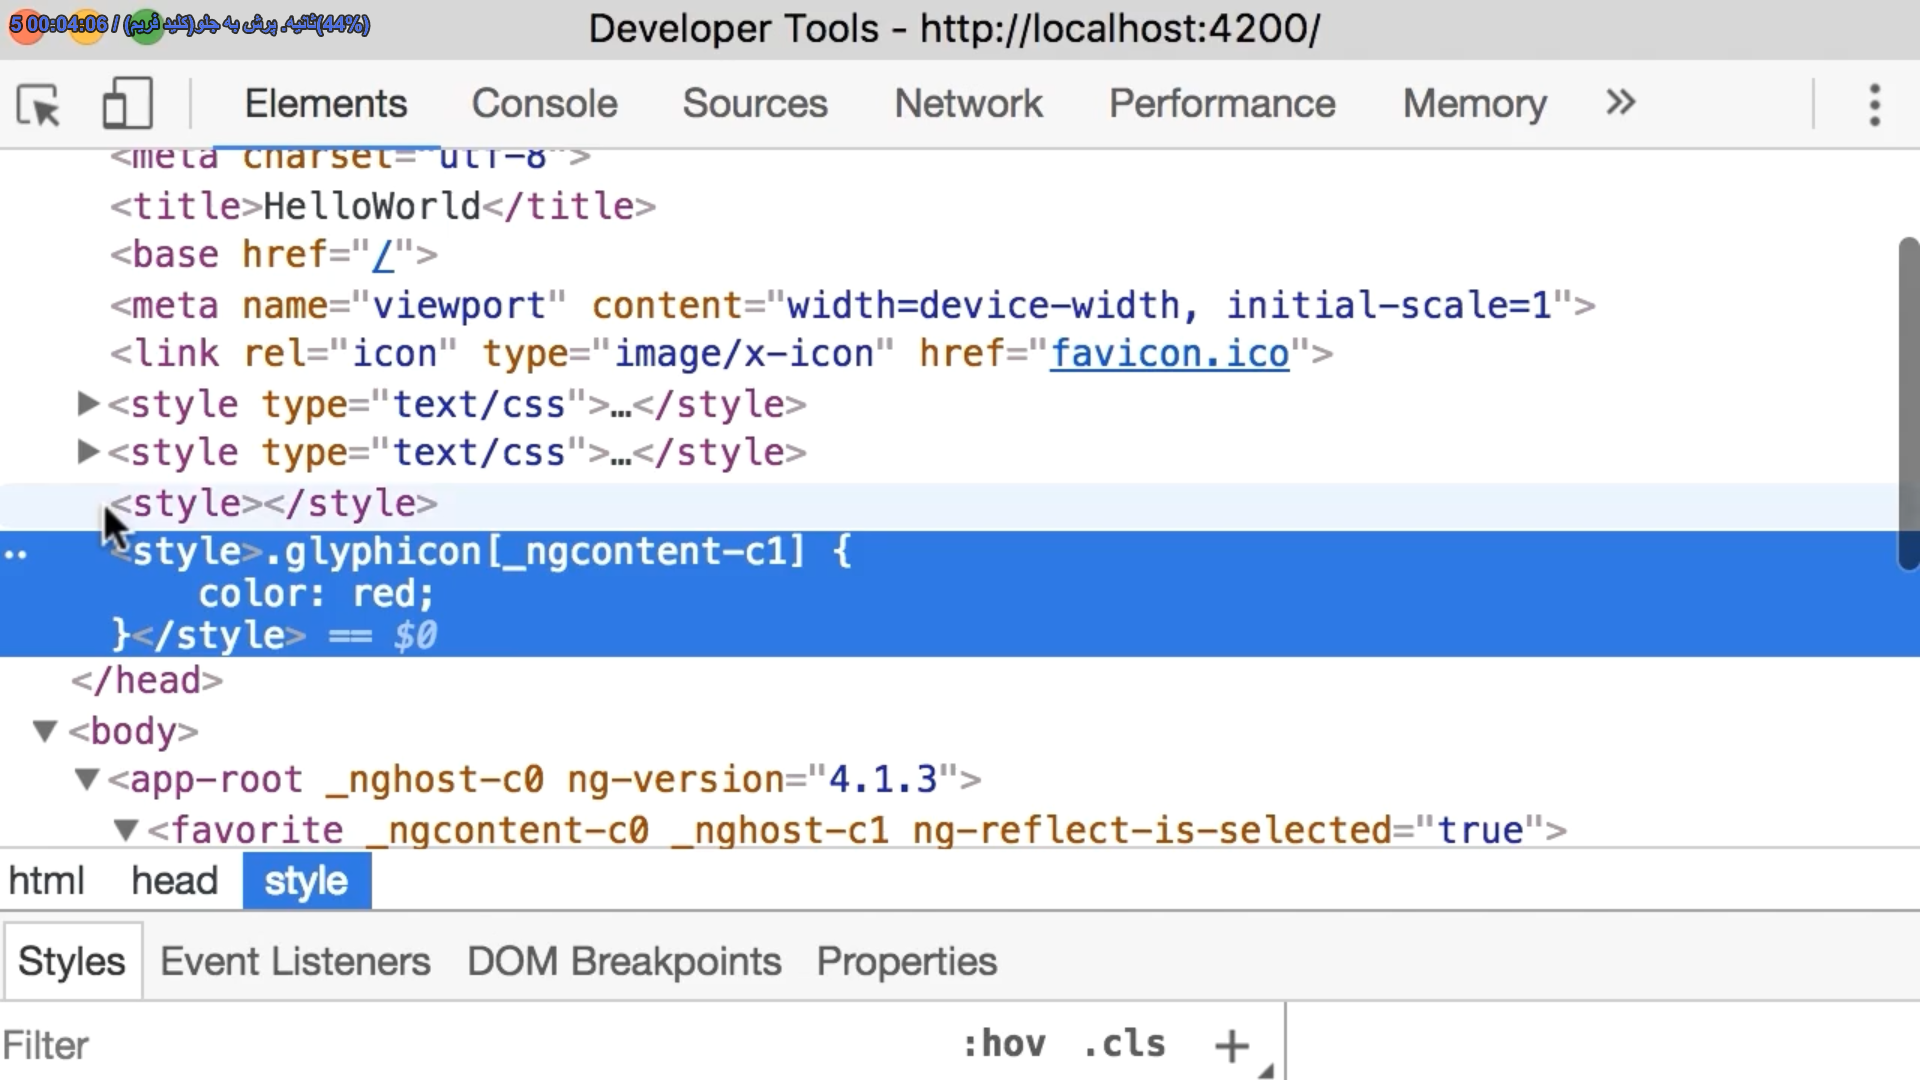 5 00:04:06 / ثانیه. پرش به جلو(کلید فریم)(44%)
Developer Tools - http://localhost:4200/
Elements Console Sources Network Performance Memory »
<meta charset="utf-8">
<title>HelloWorld</title>
<base href="/">
<meta name="viewport" content="width=device-width, initial-scale=1">
<link rel="icon" type="image/x-icon" href="favicon.ico">
▶<style type="text/css">…</style>
▶<style type="text/css">…</style>
<style></style>
<style>.glyphicon[_ngcontent-c1] {
color: red;
}</style> == $0
</head>
▼<body>
▼<app-root _nghost-c0 ng-version="4.1.3">
▼<favorite _ngcontent-c0 _nghost-c1 ng-reflect-is-selected="true">
html head style
Styles Event Listeners DOM Breakpoints Properties
Filter :hov .cls +